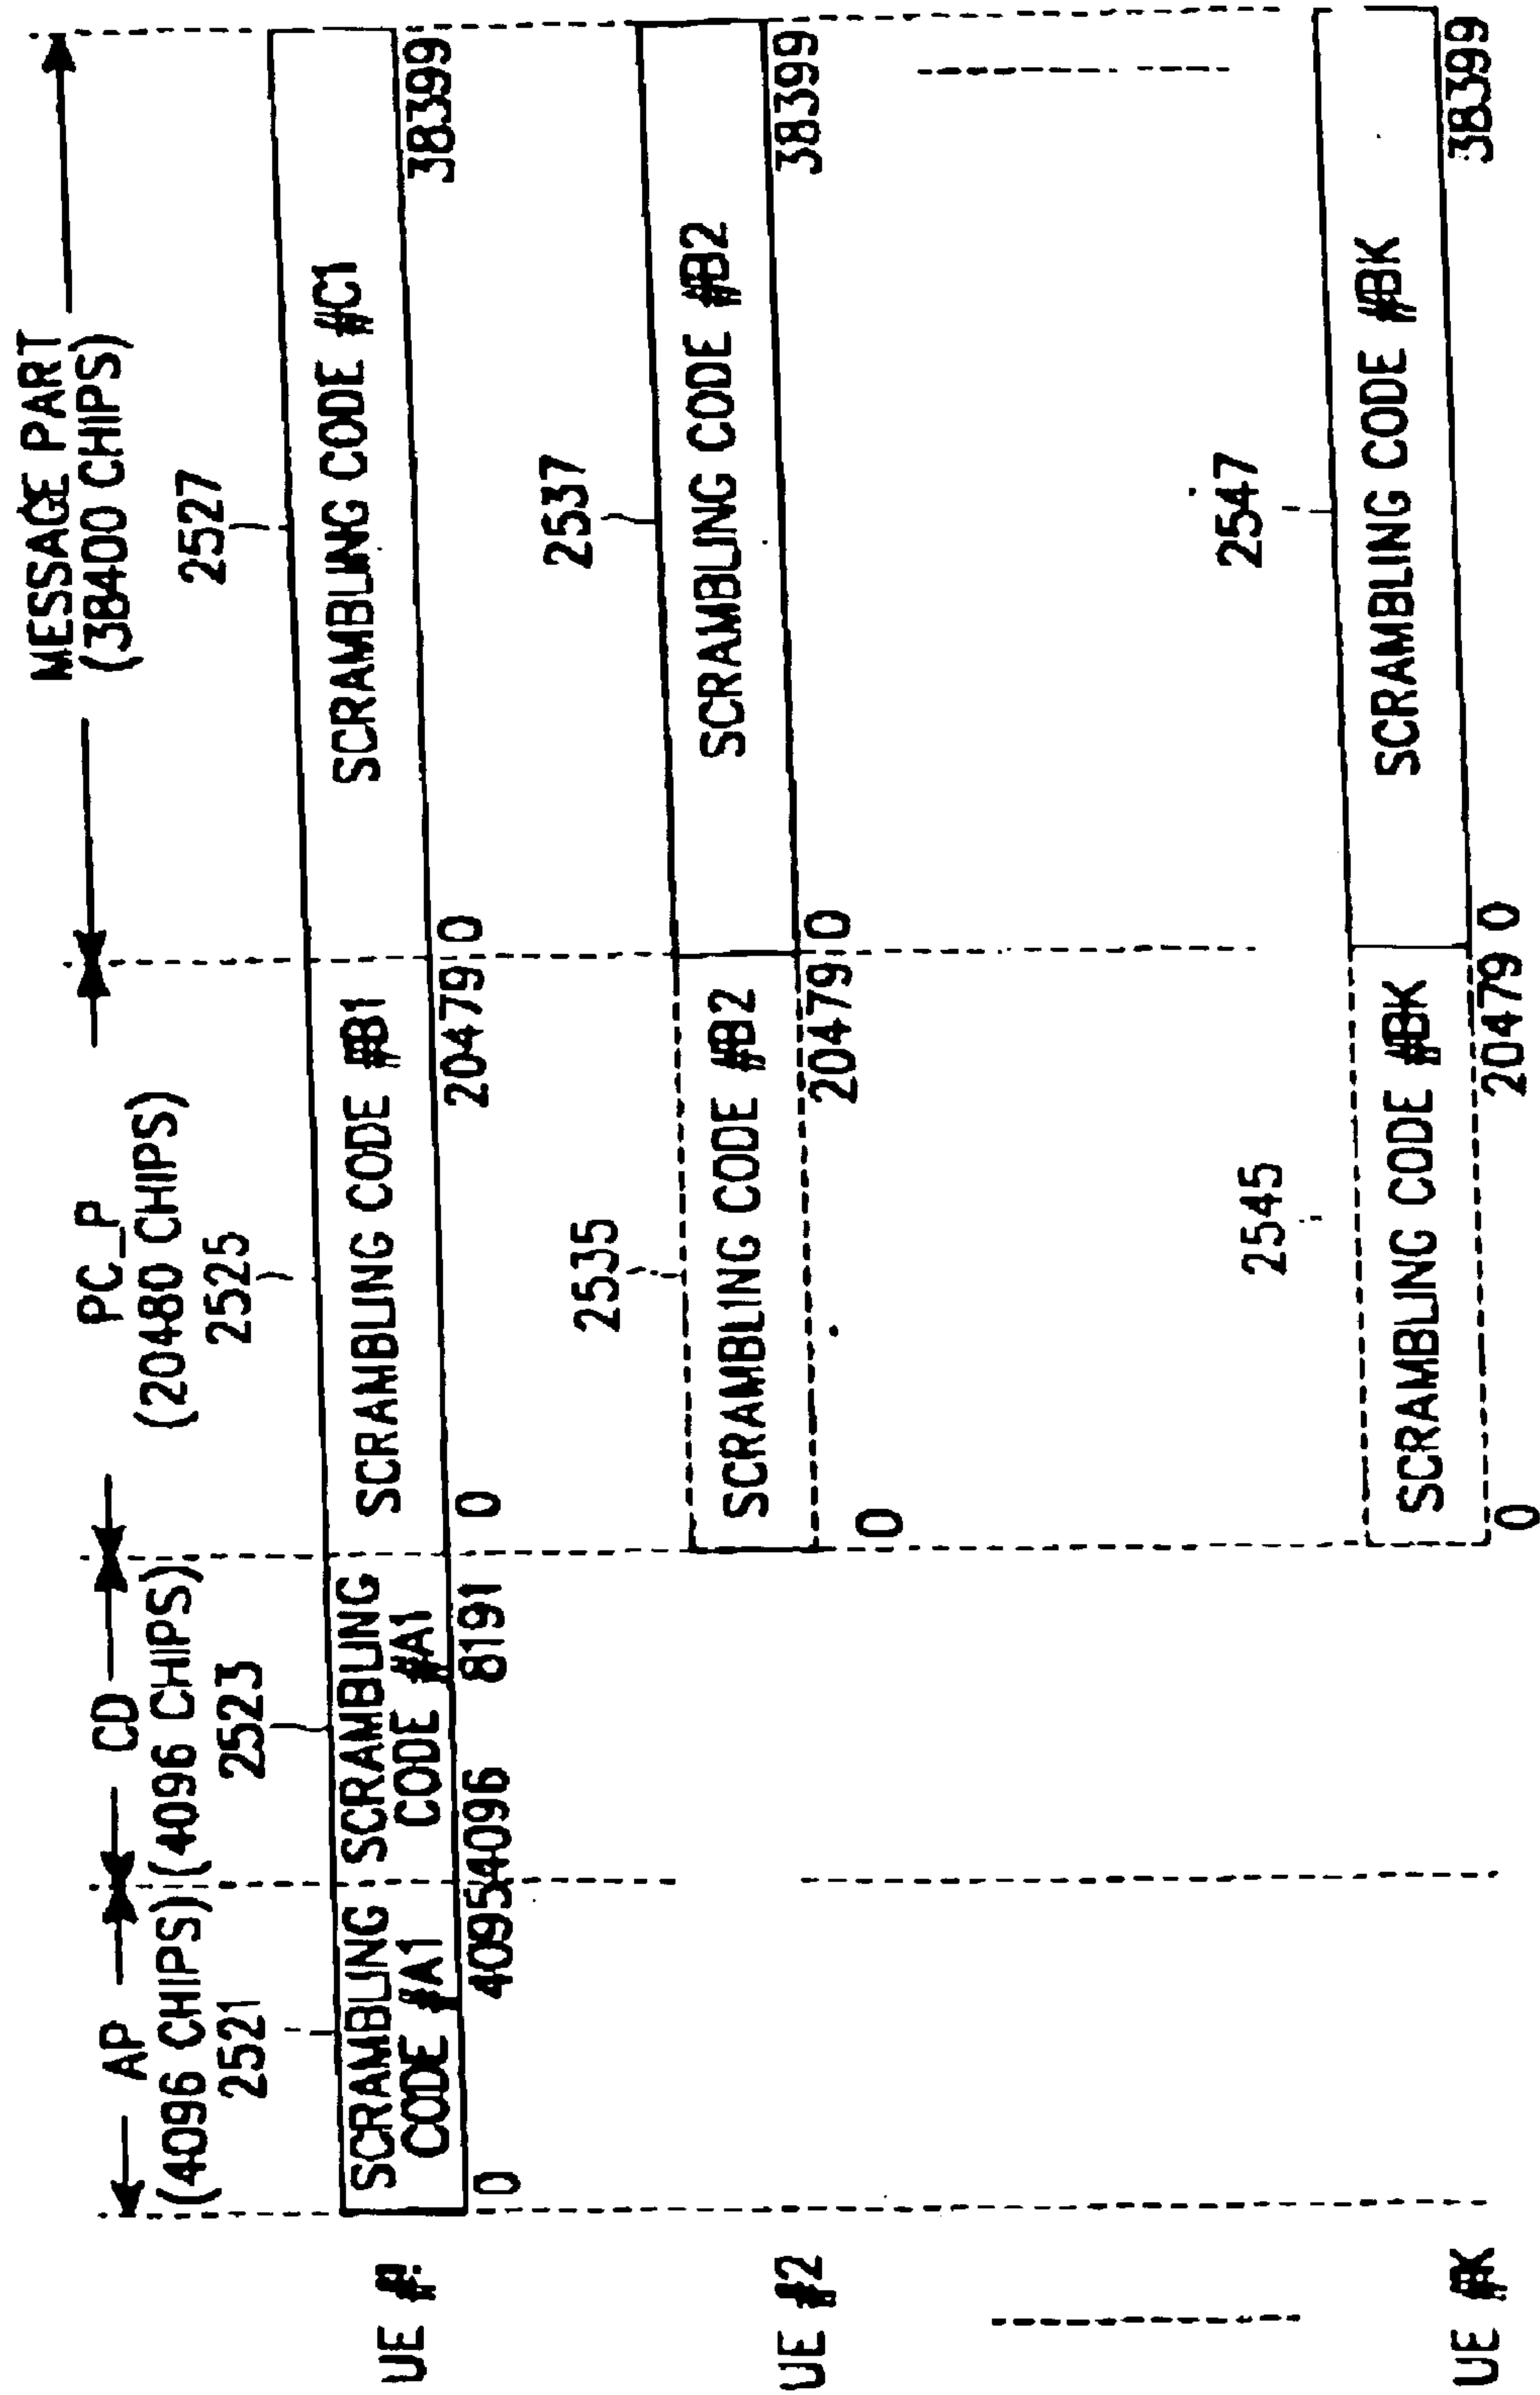 AP
CD
PC_P
MESSAGE PART
(4096 CHIPS)
(4096 CHIPS)
(20480 CHIPS)
(38400 CHIPS)
2521
2523
2525
2527
UE
SCRAMBLING
CODE #A1
SCRAMBLING
CODE #A1
SCRAMBLING CODE #B1
SCRAMBLING CODE #C1
0
4095
4096
8191
0
20479
0
38399
2535
2537
UE #2
SCRAMBLING CODE #B2
SCRAMBLING CODE #B2
0
20479
0
38399
2545
2547
UE #K
SCRAMBLING CODE #BK
SCRAMBLING CODE #BK
0
20479
0
38399